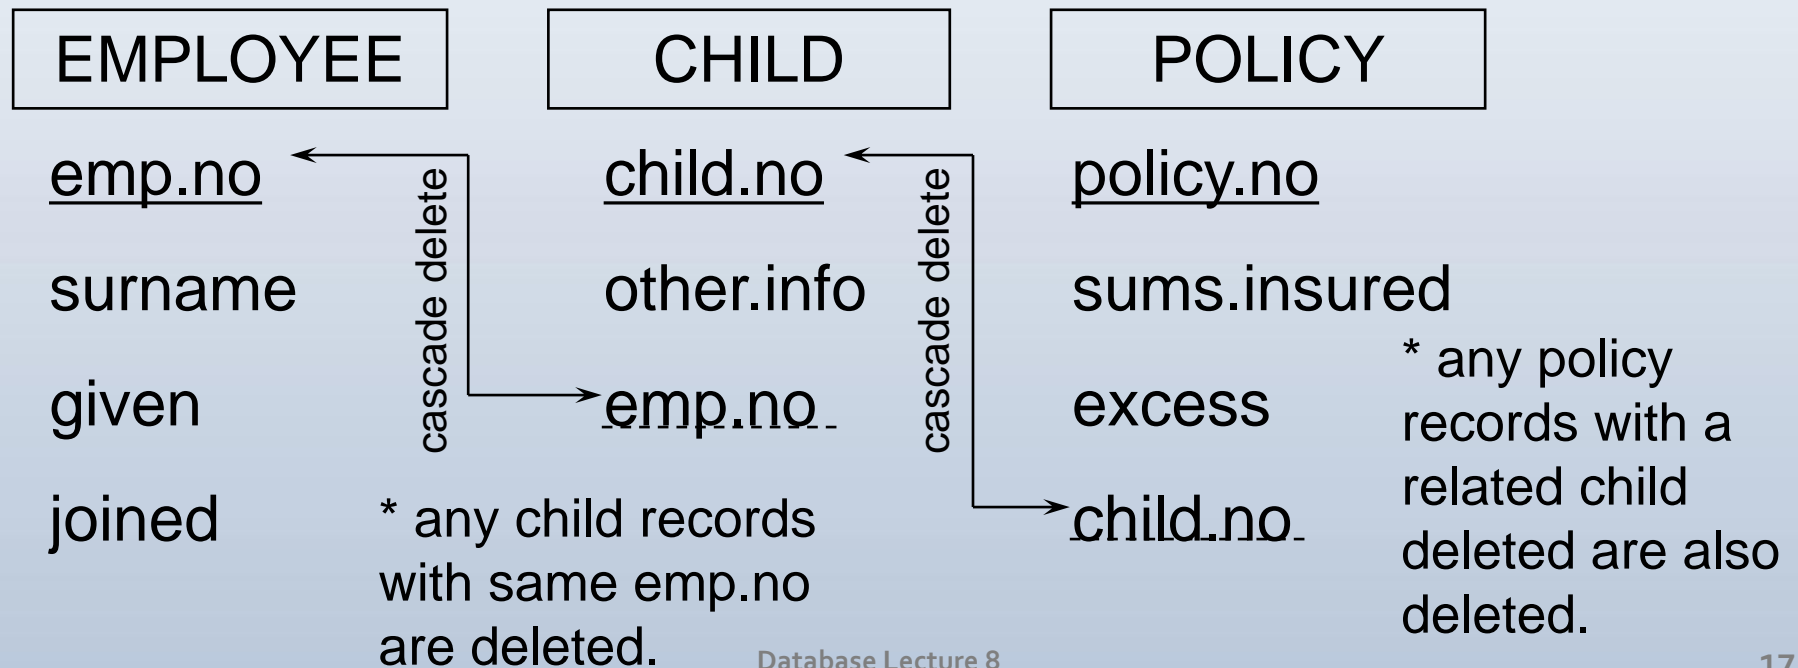 EMPLOYEE
emp.no
surname
given
joined
cascade delete
* any child records
with same emp.no
are deleted.
CHILD
child.no
other.info
emp.no
cascade delete
POLICY
policy.no
sums.insured
excess
child.no
* any policy
records with a
related child
deleted are also
deleted.
Database Lecture 8
17